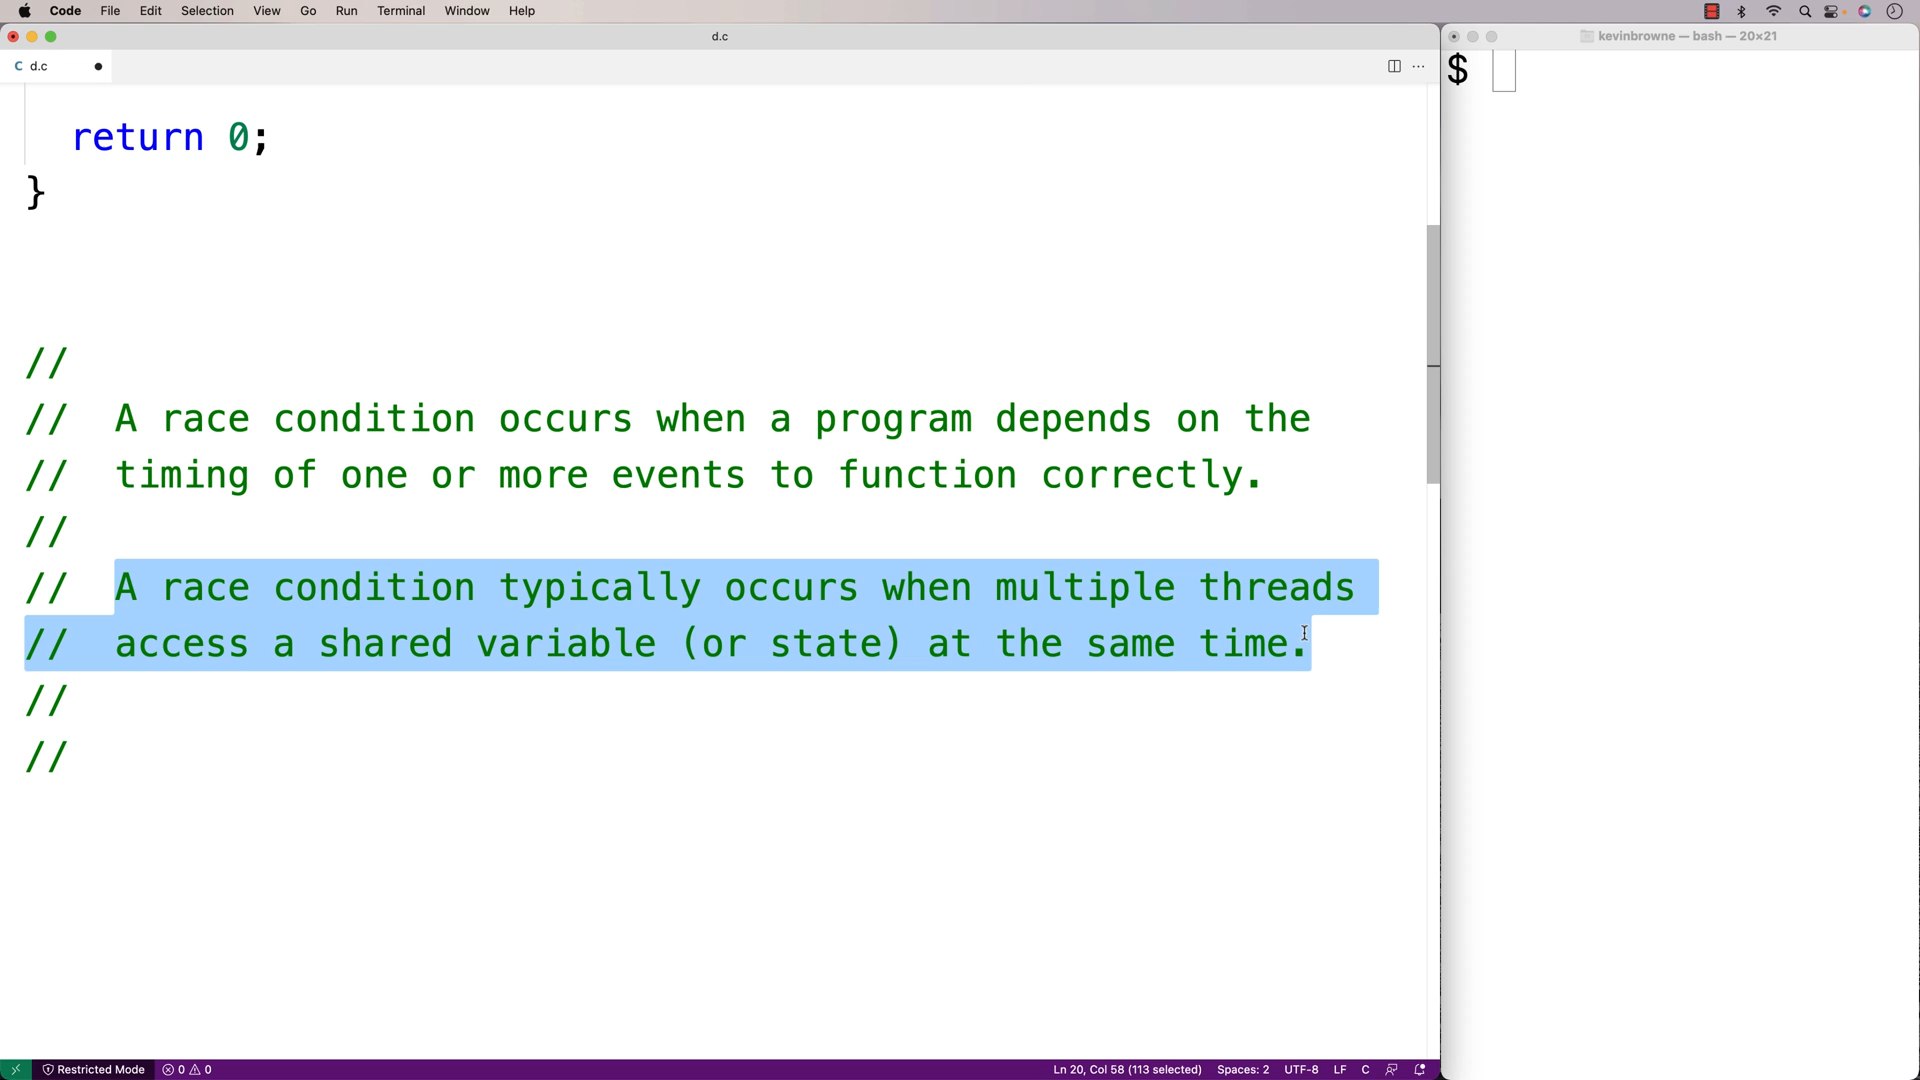 Code File Edit Selection View Go Run Terminal Window Help
d.c
kevinbrowne — bash — 20×21
C d.c
$
return 0;
}
//
// A race condition occurs when a program depends on the
// timing of one or more events to function correctly.
//
// A race condition typically occurs when multiple threads
// access a shared variable (or state) at the same time.
//
//
Restricted Mode 0 0 Ln 20, Col 58 (113 selected) Spaces: 2 UTF-8 LF C